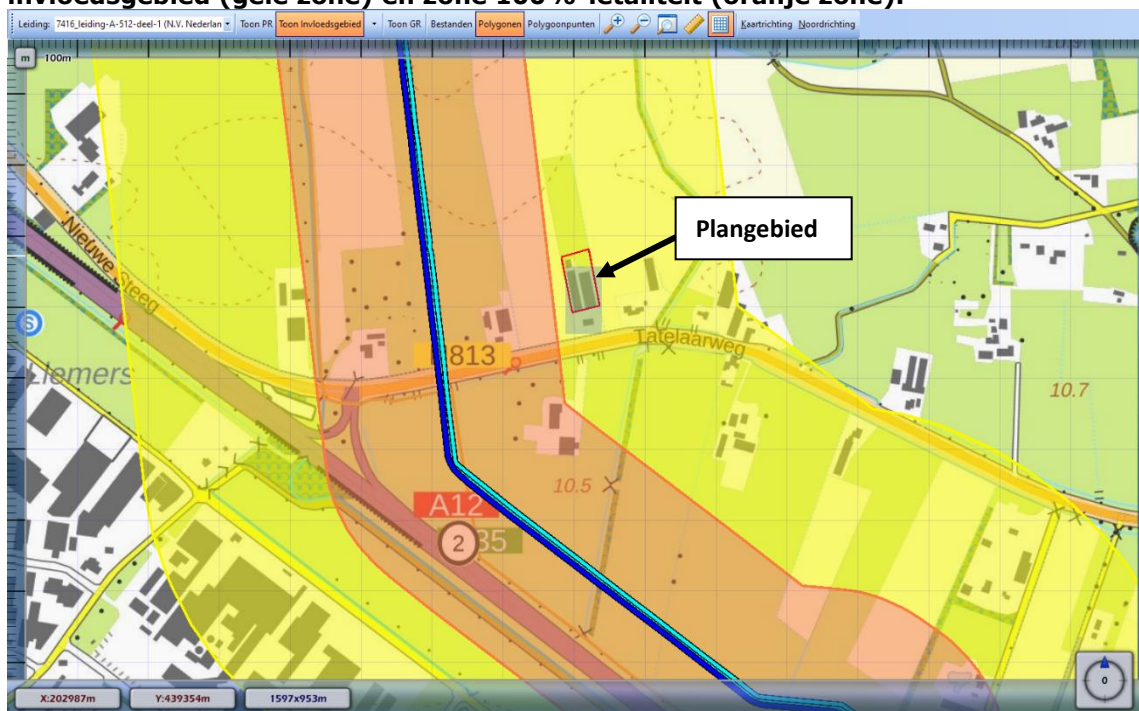 invloedsgebied (gele zone) en zone 100% letaliteit (oranje zone).
Leiding: 7416_leiding-A-512-deel-1 (N.V. Nederlan Toon PR Toon Invloedsgebied Toon GR Bestanden Polygonen Polygoonpunten Kaartrichting Noordrichting
m 100m
Plangebied
Nieuwe Steeg
S
Tatelaarweg
813
Liemers
10.7
10.5
A12
2 35
X:202987m Y:439354m 1597x953m
0